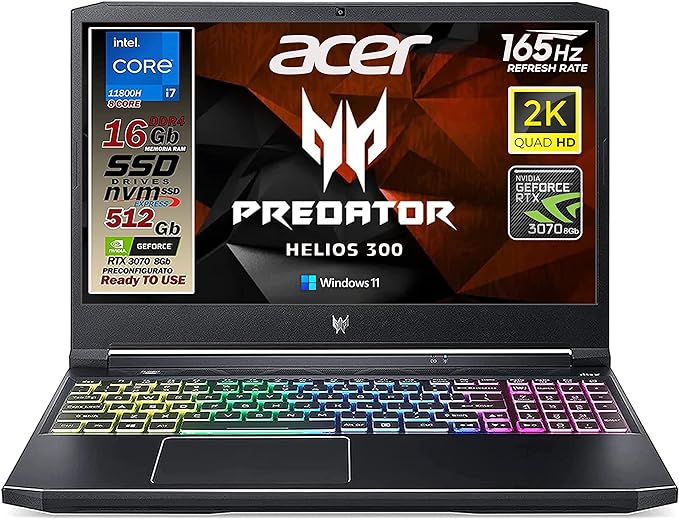 intel.
CORE
i7
11800H
8 CORE
16 Gb
DDR4
MEMORIA RAM
SSD
DRIVES
nvm SSD
EXPRESS
512 Gb
NVIDIA
GEFORCE
RTX 3070 8Gb
PRECONFIGURATO
Ready TO USE
acer
PREDATOR
HELIOS 300
Windows 11
165Hz
REFRESH RATE
2K
QUAD HD
NVIDIA
GEFORCE
RTX
3070 8Gb